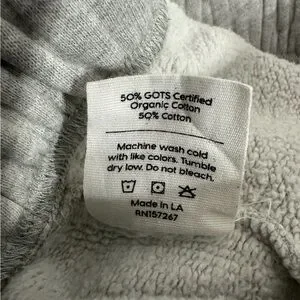 50% GOTS Certified
Organic Cotton
50% Cotton
Machine wash cold
with like colors. Tumble
dry low. Do not bleach.
Made in LA
RN157267